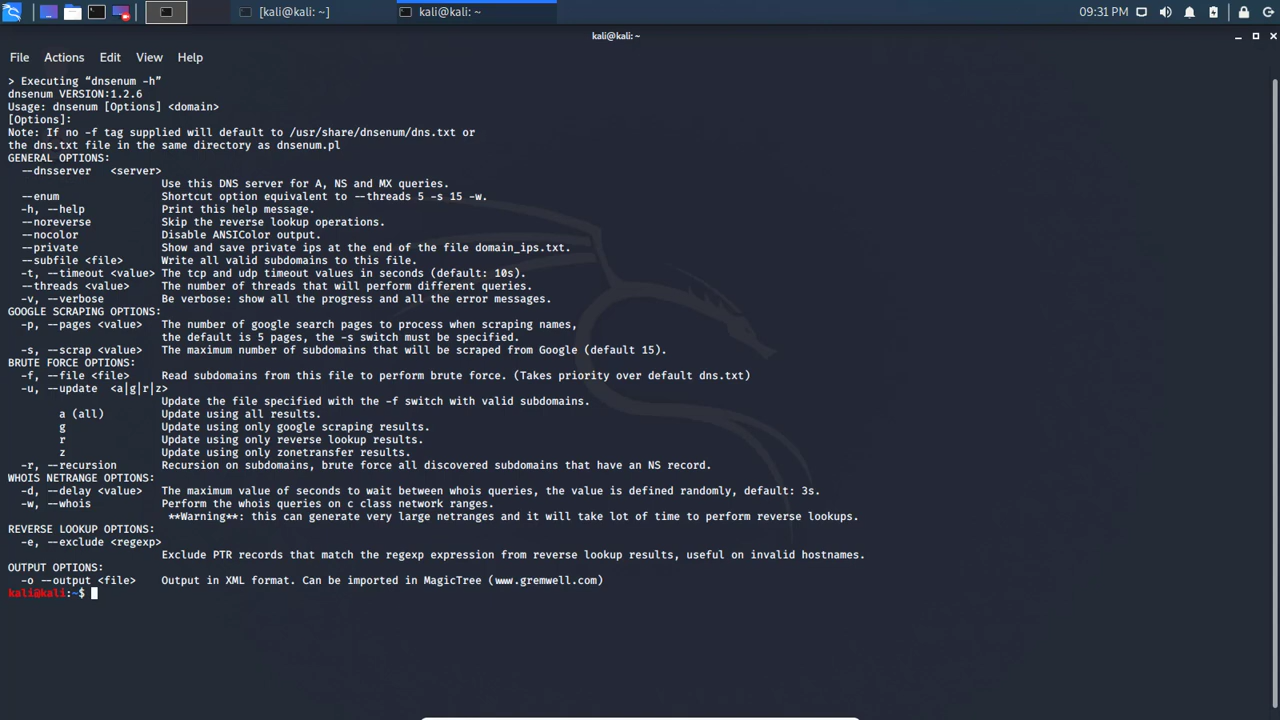 [kali@kali: ~]
kali@kali: ~
09:31 PM
kali@kali: ~
File Actions Edit View Help
> Executing “dnsenum -h”
dnsenum VERSION:1.2.6
Usage: dnsenum [Options] <domain>
[Options]:
Note: If no -f tag supplied will default to /usr/share/dnsenum/dns.txt or
the dns.txt file in the same directory as dnsenum.pl
GENERAL OPTIONS:
--dnsserver <server>
Use this DNS server for A, NS and MX queries.
--enum Shortcut option equivalent to --threads 5 -s 15 -w.
-h, --help Print this help message.
--noreverse Skip the reverse lookup operations.
--nocolor Disable ANSIColor output.
--private Show and save private ips at the end of the file domain_ips.txt.
--subfile <file> Write all valid subdomains to this file.
-t, --timeout <value> The tcp and udp timeout values in seconds (default: 10s).
--threads <value> The number of threads that will perform different queries.
-v, --verbose Be verbose: show all the progress and all the error messages.
GOOGLE SCRAPING OPTIONS:
-p, --pages <value> The number of google search pages to process when scraping names,
the default is 5 pages, the -s switch must be specified.
-s, --scrap <value> The maximum number of subdomains that will be scraped from Google (default 15).
BRUTE FORCE OPTIONS:
-f, --file <file> Read subdomains from this file to perform brute force. (Takes priority over default dns.txt)
-u, --update <a|g|r|z>
Update the file specified with the -f switch with valid subdomains.
a (all) Update using all results.
g Update using only google scraping results.
r Update using only reverse lookup results.
z Update using only zonetransfer results.
-r, --recursion Recursion on subdomains, brute force all discovered subdomains that have an NS record.
WHOIS NETRANGE OPTIONS:
-d, --delay <value> The maximum value of seconds to wait between whois queries, the value is defined randomly, default: 3s.
-w, --whois Perform the whois queries on c class network ranges.
**Warning**: this can generate very large netranges and it will take lot of time to perform reverse lookups.
REVERSE LOOKUP OPTIONS:
-e, --exclude <regexp>
Exclude PTR records that match the regexp expression from reverse lookup results, useful on invalid hostnames.
OUTPUT OPTIONS:
-o --output <file> Output in XML format. Can be imported in MagicTree (www.gremwell.com)
kali@kali:~$